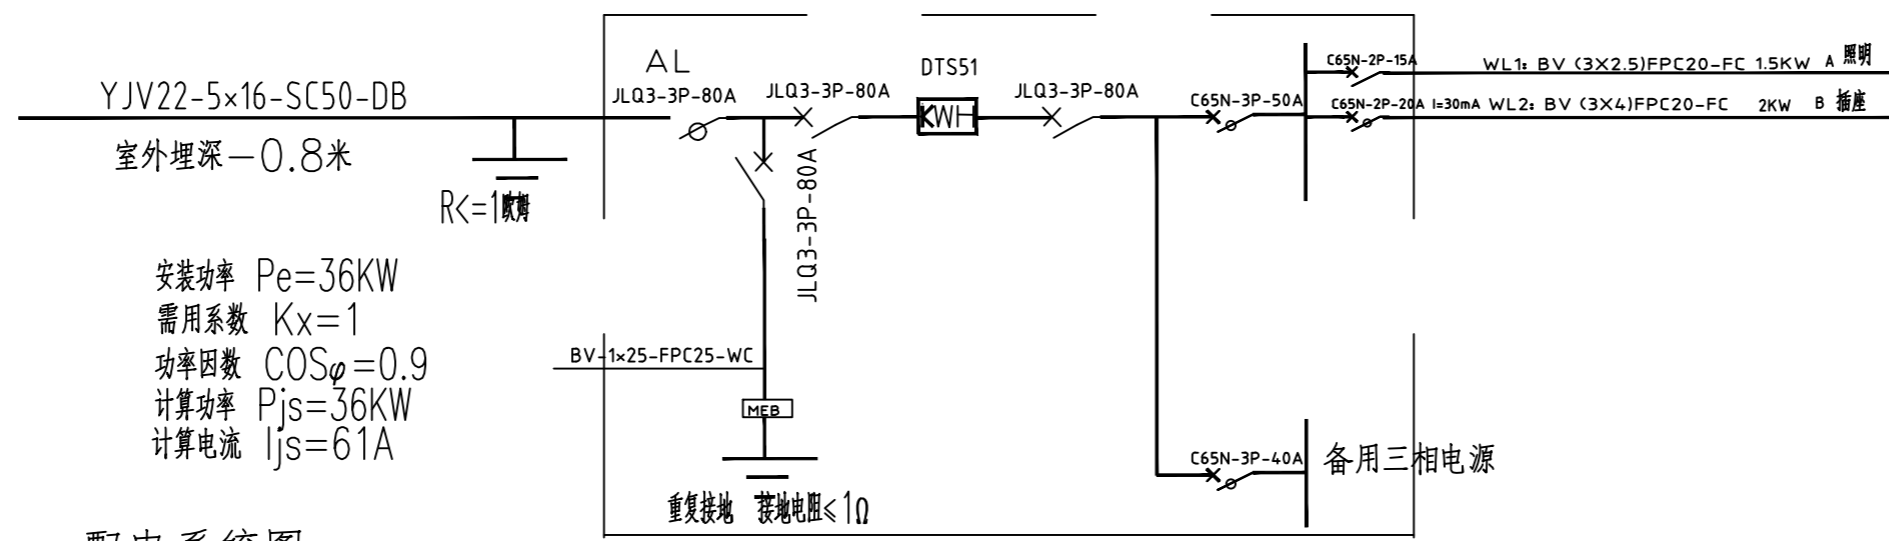 AL
DTS51
YJV22-5×16-SC50-DB
JLQ3-3P-80A
JLQ3-3P-80A
JLQ3-3P-80A
KWH
C65N-3P-50A
C65N-2P-15A
WL1: BV (3X2.5)FPC20-FC 1.5KW A 照明
C65N-2P-20A I=30mA WL2: BV (3X4)FPC20-FC 2KW B 插座
室外埋深-0.8米
R<=1欧姆
JLQ3-3P-80A
安装功率 Pe=36KW
需用系数 Kx=1
功率因数 COSφ=0.9
计算功率 Pjs=36KW
计算电流 Ijs=61A
BV-1×25-FPC25-WC
MEB
重复接地 接地电阻≤1Ω
C65N-3P-40A
备用三相电源
配电系统图